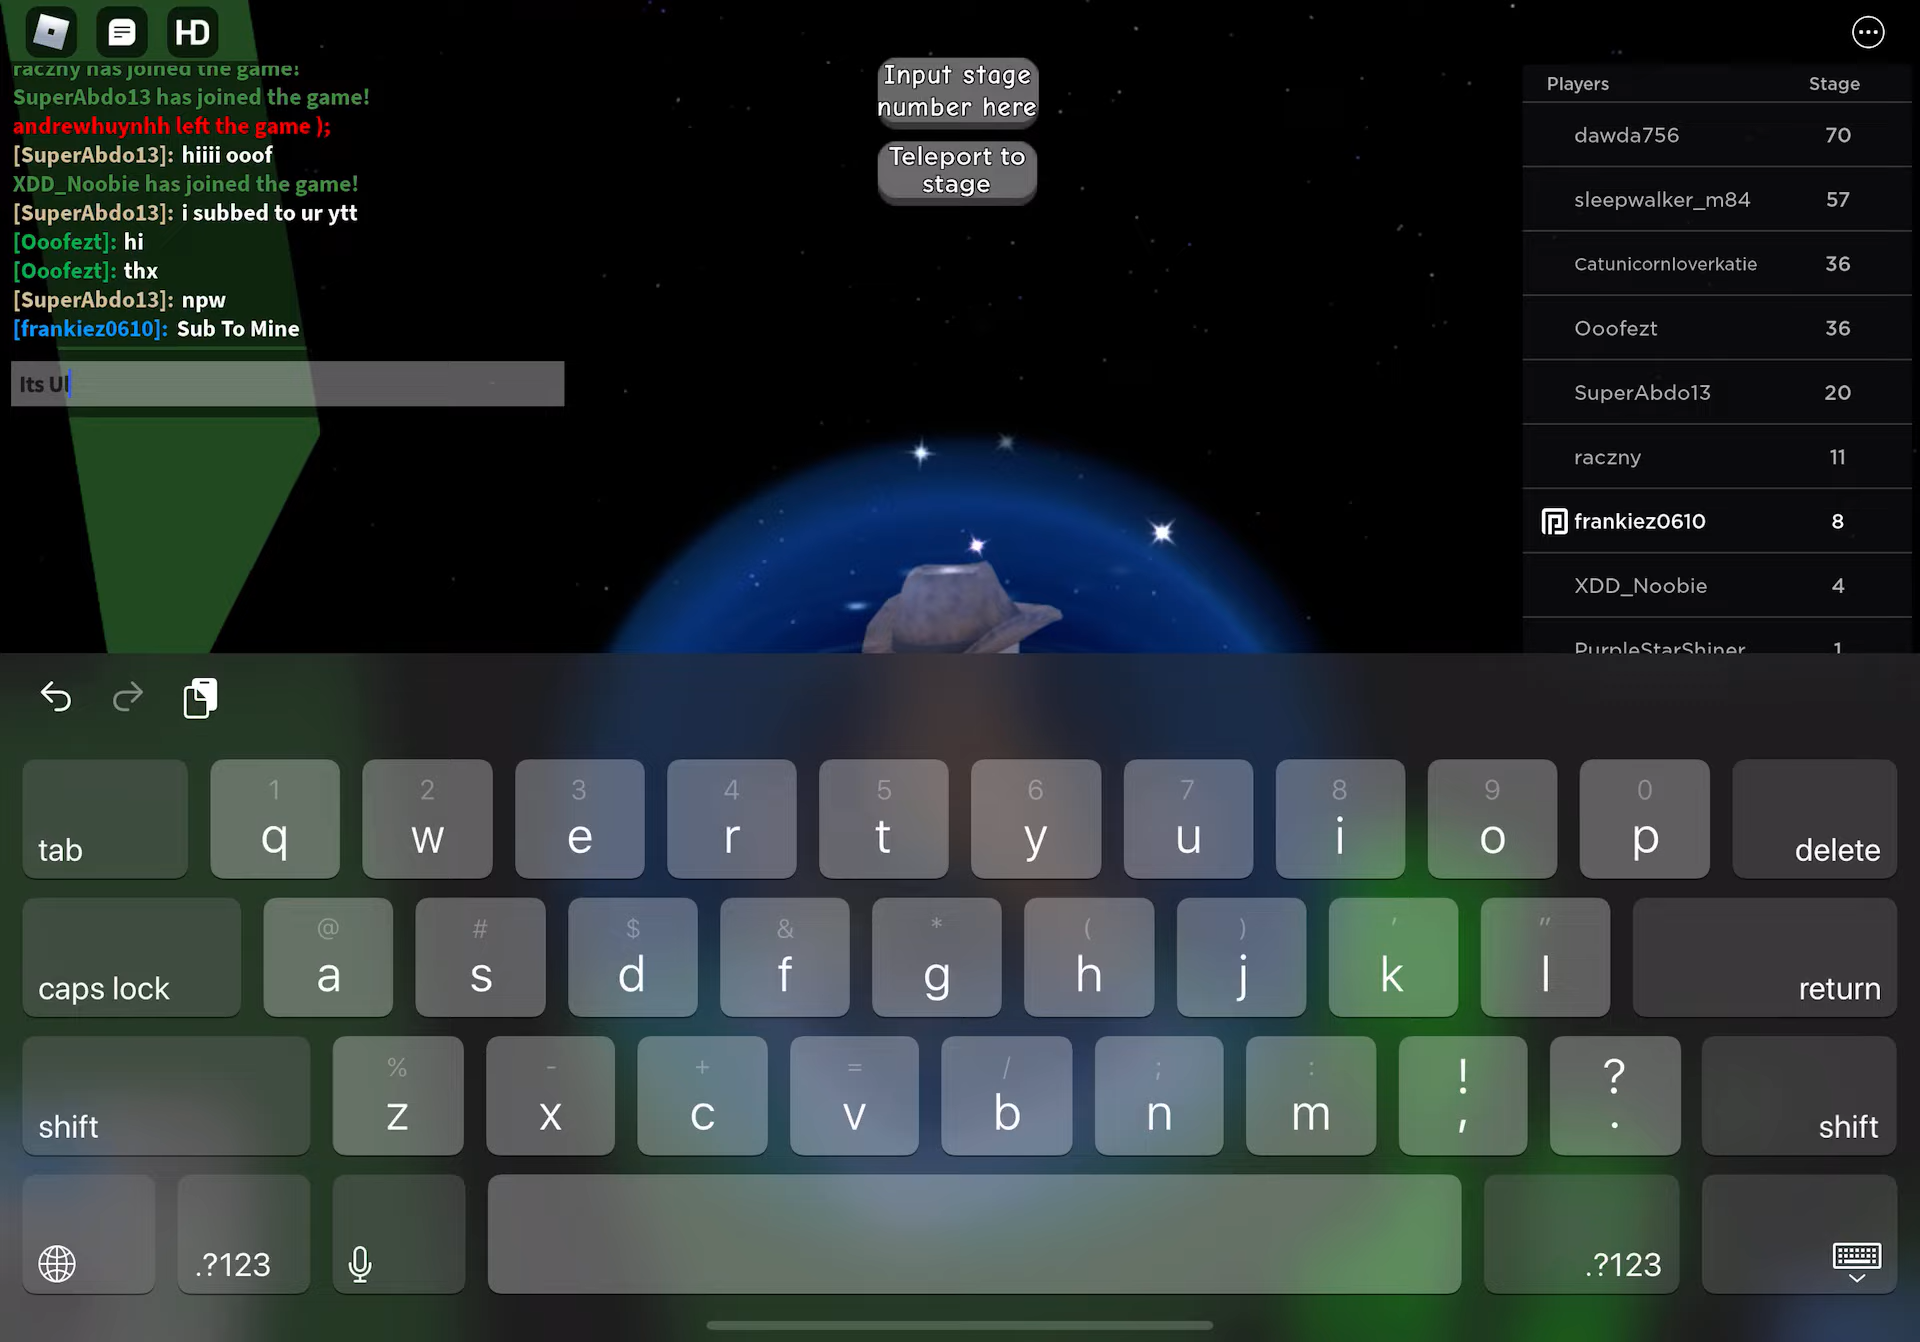 HD
raczny has joined the game!
SuperAbdo13 has joined the game!
andrewhuynhh left the game );
[SuperAbdo13]: hiiii ooof
XDD_Noobie has joined the game!
[SuperAbdo13]: i subbed to ur ytt
[Ooofezt]: hi
[Ooofezt]: thx
[SuperAbdo13]: npw
[frankiez0610]: Sub To Mine
Its Ul
Input stage
number here
Teleport to
stage
Players Stage
dawda756 70
sleepwalker_m84 57
Catunicornloverkatie 36
Ooofezt 36
SuperAbdo13 20
raczny 11
frankiez0610 8
XDD_Noobie 4
PurpleStarShiner 1
1 2 3 4 5 6 7 8 9 0
tab q w e r t y u i o p delete
@ # $ & * ( ) ' "
caps lock a s d f g h j k l return
% - + = / ; : ! ?
shift z x c v b n m , . shift
.?123 .?123